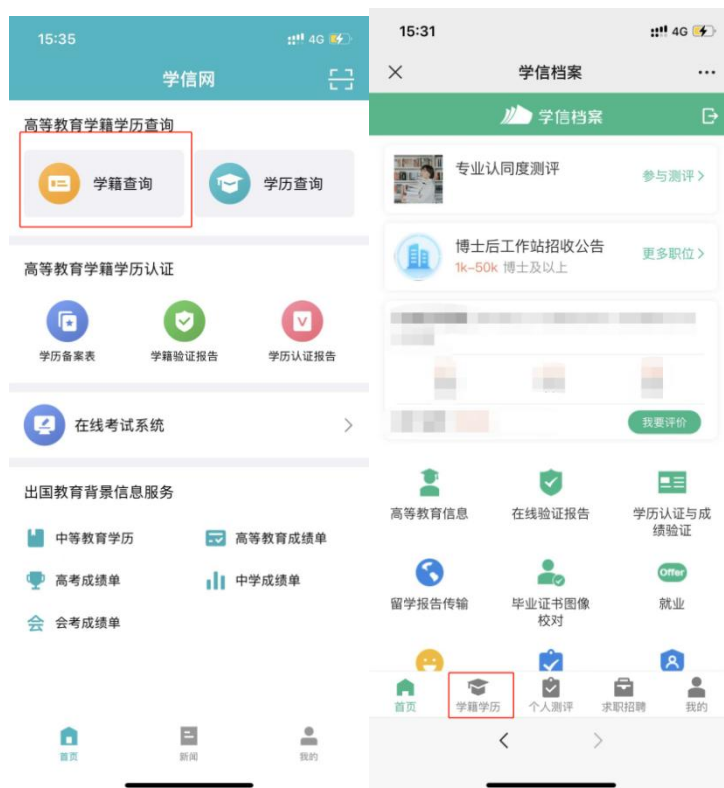 15:35
4G
学信网
高等教育学籍学历查询
学籍查询
学历查询
高等教育学籍学历认证
学历备案表
学籍验证报告
学历认证报告
在线考试系统
出国教育背景信息服务
中等教育学历
高等教育成绩单
高考成绩单
中学成绩单
会考成绩单
首页
新闻
我的
15:31
4G
学信档案
学信档案
专业认同度测评
参与测评
博士后工作站招收公告
1k-50k 博士及以上
更多职位
我要评价
高等教育信息
在线验证报告
学历认证与成
绩验证
Offer
留学报告传输
毕业证书图像
校对
就业
首页
学籍学历
个人测评
求职招聘
我的